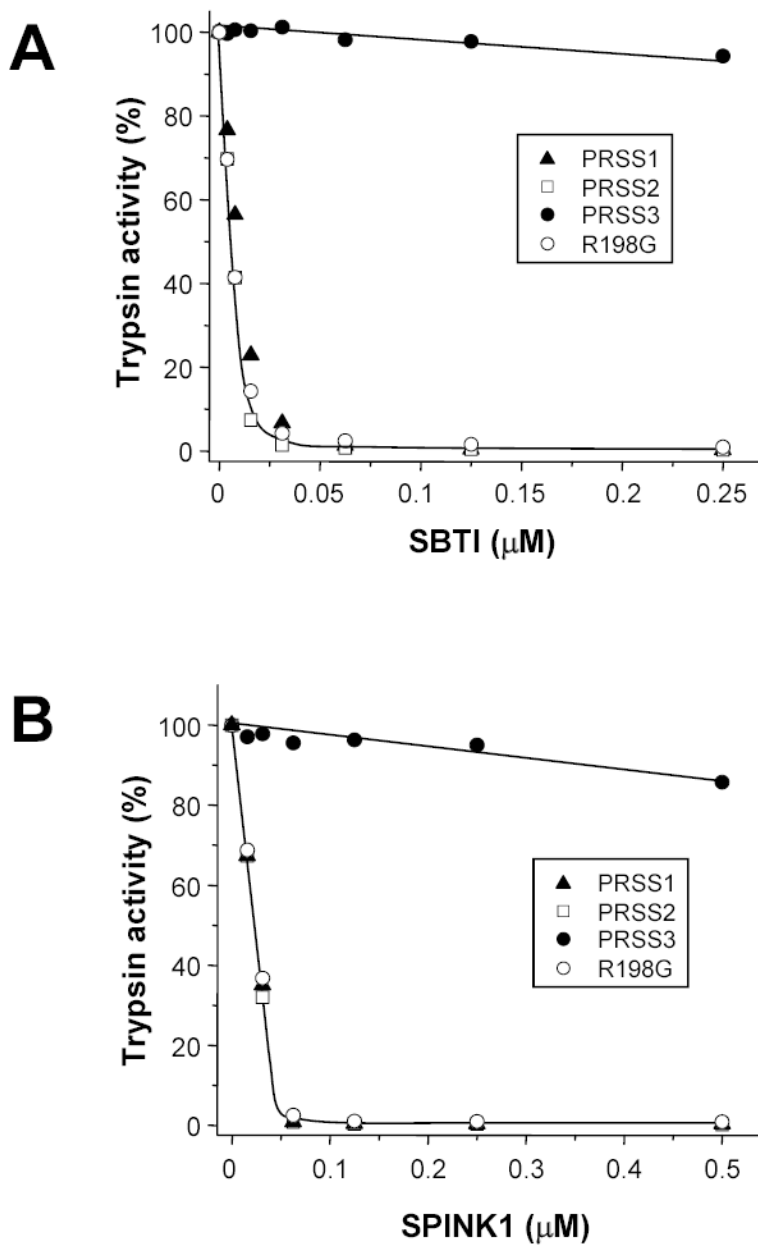 A
Trypsin activity (%)
100
80
60
40
20
0
▲ PRSS1
□ PRSS2
● PRSS3
○ R198G
0 0.05 0.1 0.15 0.2 0.25
SBTI (μM)
B
Trypsin activity (%)
100
80
60
40
20
0
▲ PRSS1
□ PRSS2
● PRSS3
○ R198G
0 0.1 0.2 0.3 0.4 0.5
SPINK1 (μM)